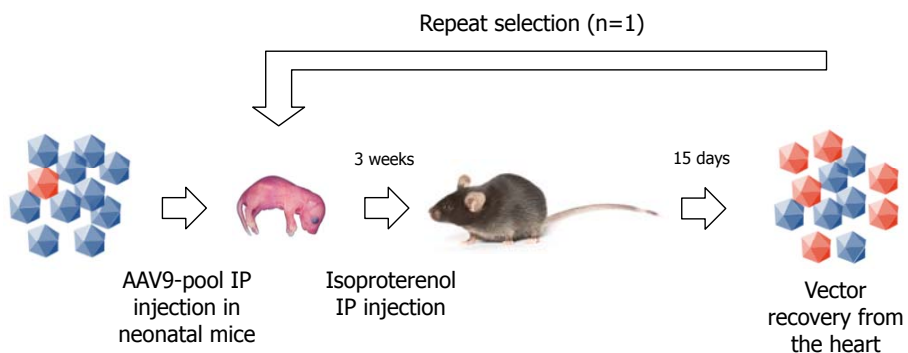 Repeat selection (n=1)
3 weeks
15 days
AAV9-pool IP
injection in
neonatal mice
Isoproterenol
IP injection
Vector
recovery from
the heart